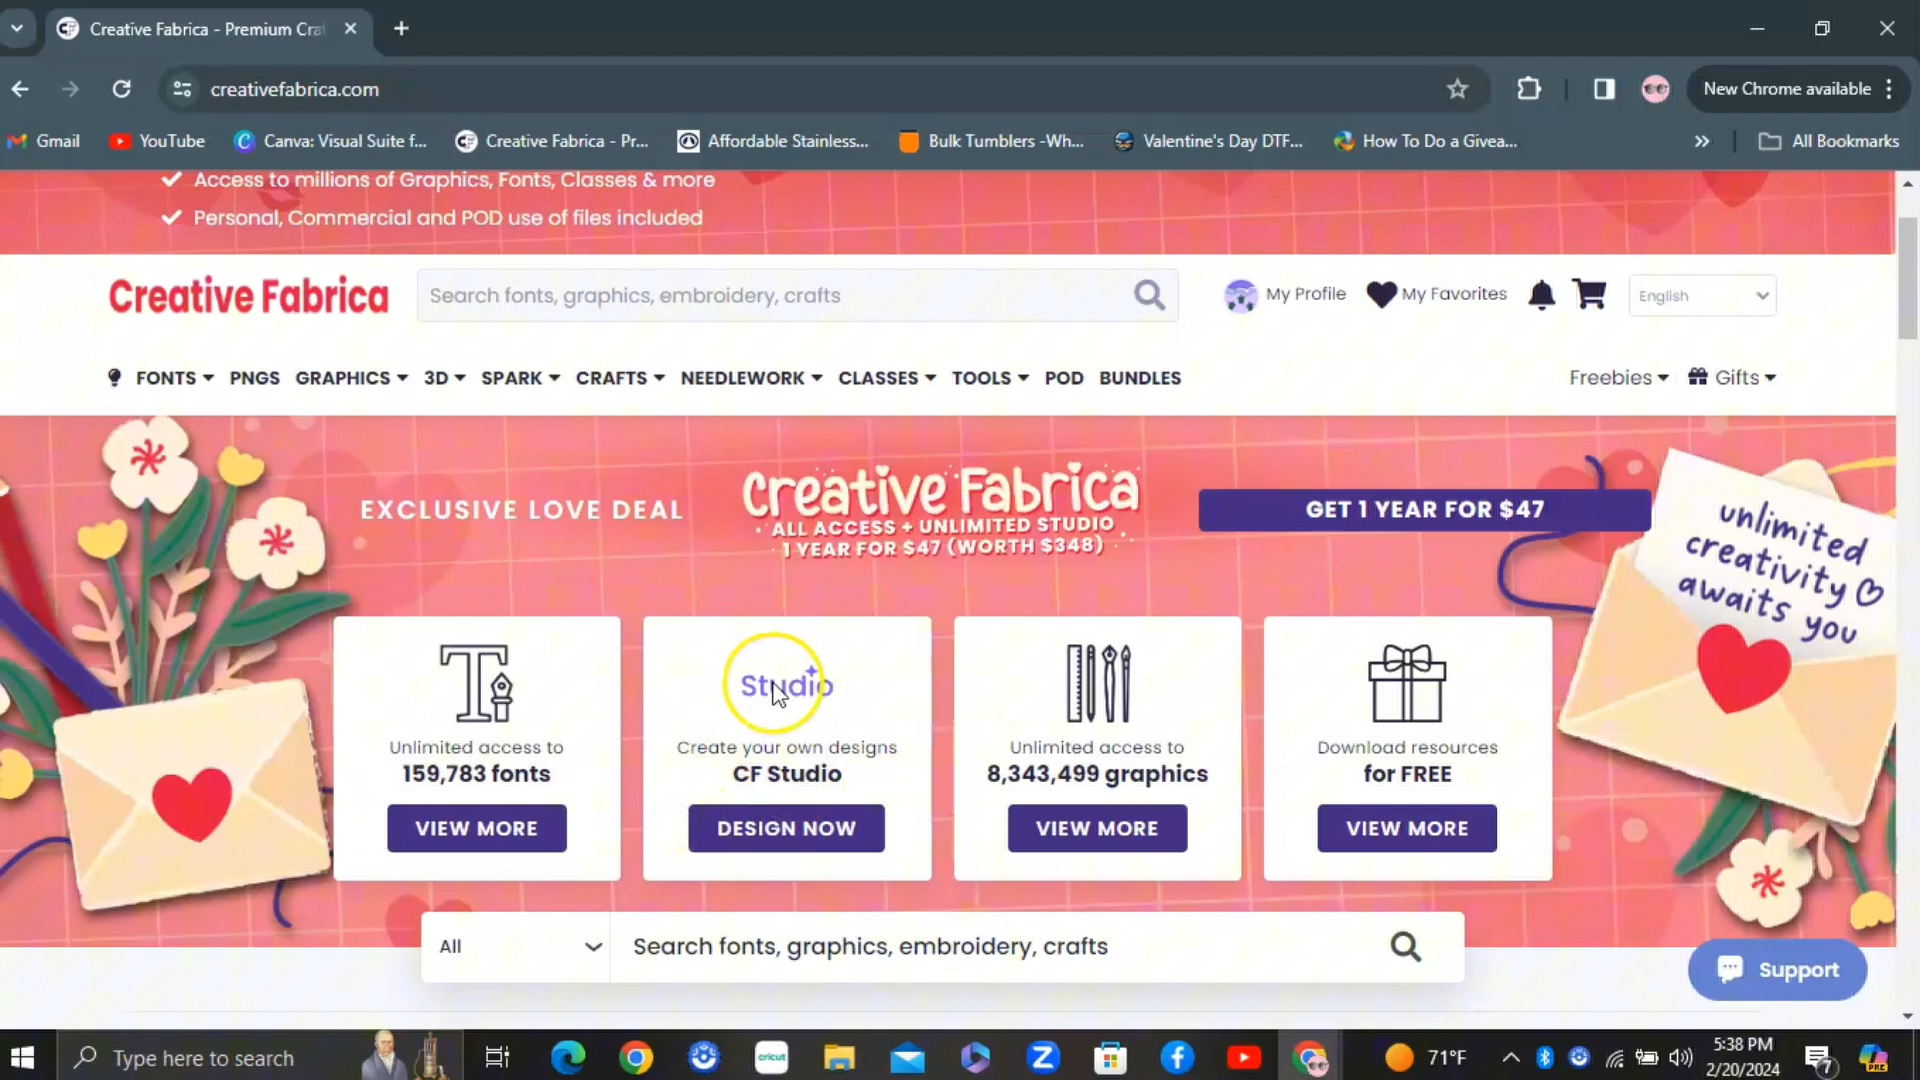 Creative Fabrica - Premium Cra
creativefabrica.com
New Chrome available
Gmail
YouTube
Canva: Visual Suite f...
Creative Fabrica - Pr...
Affordable Stainless...
Bulk Tumblers -Wh...
Valentine's Day DTF...
How To Do a Givea...
All Bookmarks
Access to millions of Graphics, Fonts, Classes & more
Personal, Commercial and POD use of files included
Creative Fabrica
Search fonts, graphics, embroidery, crafts
My Profile
My Favorites
English
FONTS PNGS GRAPHICS 3D SPARK CRAFTS NEEDLEWORK CLASSES TOOLS POD BUNDLES
Freebies Gifts
EXCLUSIVE LOVE DEAL
Creative Fabrica
ALL ACCESS + UNLIMITED STUDIO
1 YEAR FOR $47 (WORTH $348)
GET 1 YEAR FOR $47
unlimited
creativity
awaits you
Unlimited access to
159,783 fonts
VIEW MORE
Studio
Create your own designs
CF Studio
DESIGN NOW
Unlimited access to
8,343,499 graphics
VIEW MORE
Download resources
for FREE
VIEW MORE
All
Search fonts, graphics, embroidery, crafts
Support
Type here to search
cricut
71°F
5:38 PM
2/20/2024
7
PRE